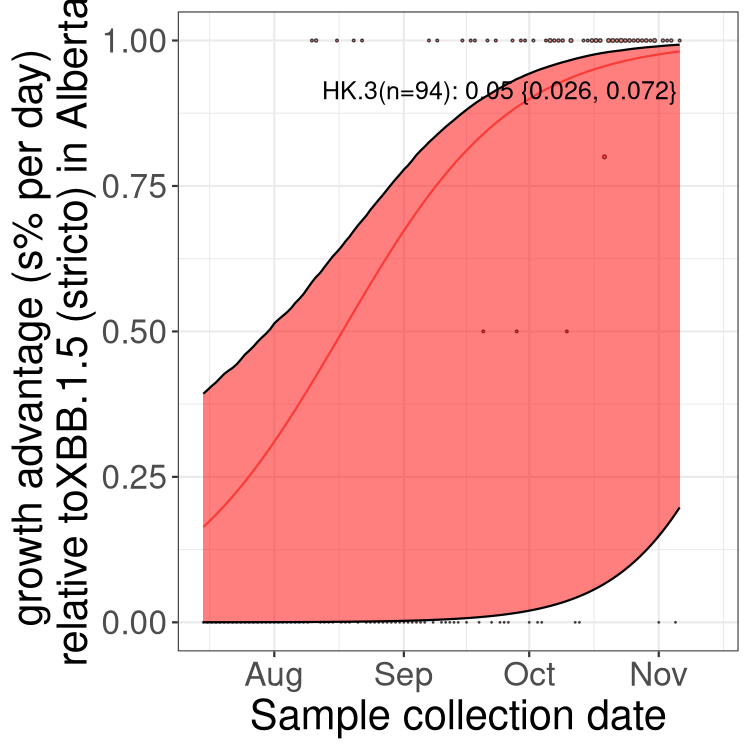 growth advantage (s% per day)
relative toXBB.1.5 (stricto) in Alberta
1.00
0.75
0.50
0.25
0.00
HK.3(n=94): 0.05 {0.026, 0.072}
Aug Sep Oct Nov
Sample collection date